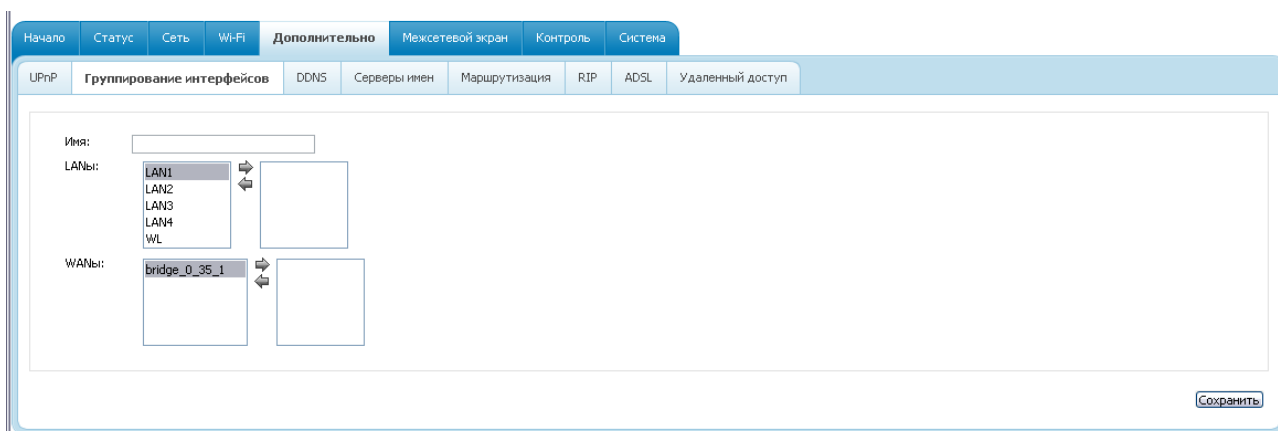 Начало Статус Сеть Wi-Fi Дополнительно Межсетевой экран Контроль Система
UPnP Группирование интерфейсов DDNS Серверы имен Маршрутизация RIP ADSL Удаленный доступ
Имя:
LANы:
LAN1
LAN2
LAN3
LAN4
WL
WANы:
bridge_0_35_1
Сохранить